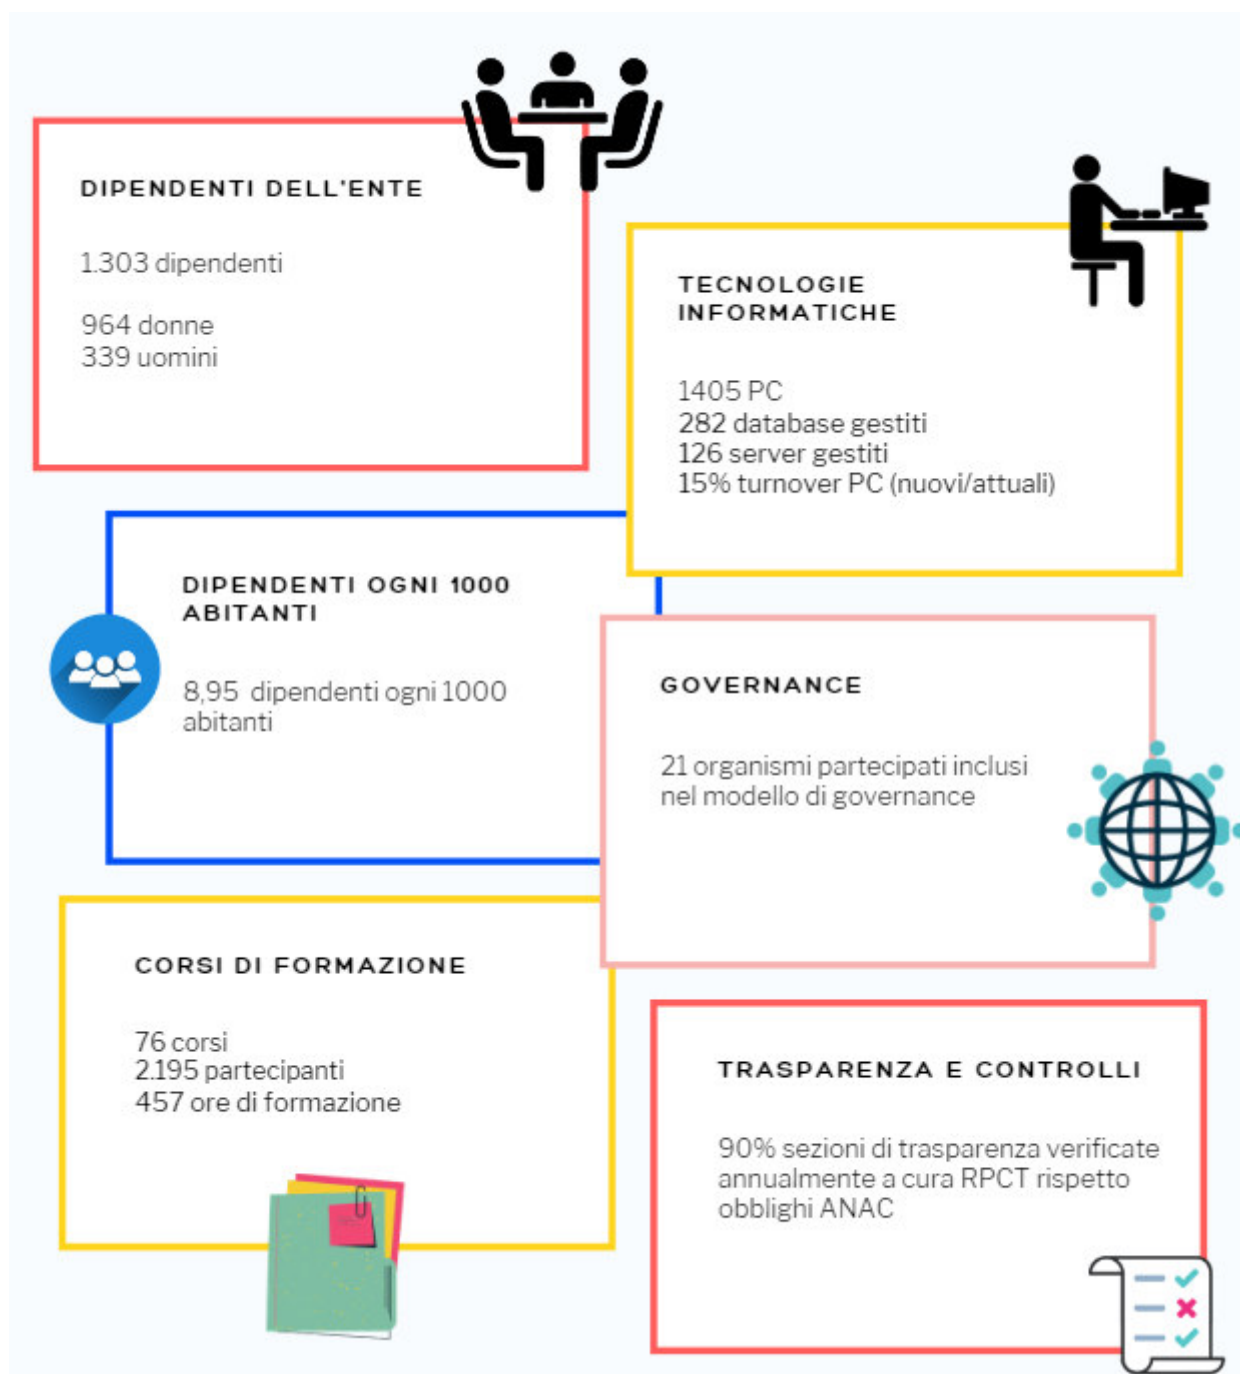 DIPENDENTI DELL'ENTE
1.303 dipendenti
964 donne
339 uomini
TECNOLOGIE
INFORMATICHE
1405 PC
282 database gestiti
126 server gestiti
15% turnover PC (nuovi/attuali)
DIPENDENTI OGNI 1000
ABITANTI
8,95 dipendenti ogni 1000
abitanti
GOVERNANCE
21 organismi partecipati inclusi
nel modello di governance
CORSI DI FORMAZIONE
76 corsi
2.195 partecipanti
457 ore di formazione
TRASPARENZA E CONTROLLI
90% sezioni di trasparenza verificate
annualmente a cura RPCT rispetto
obblighi ANAC